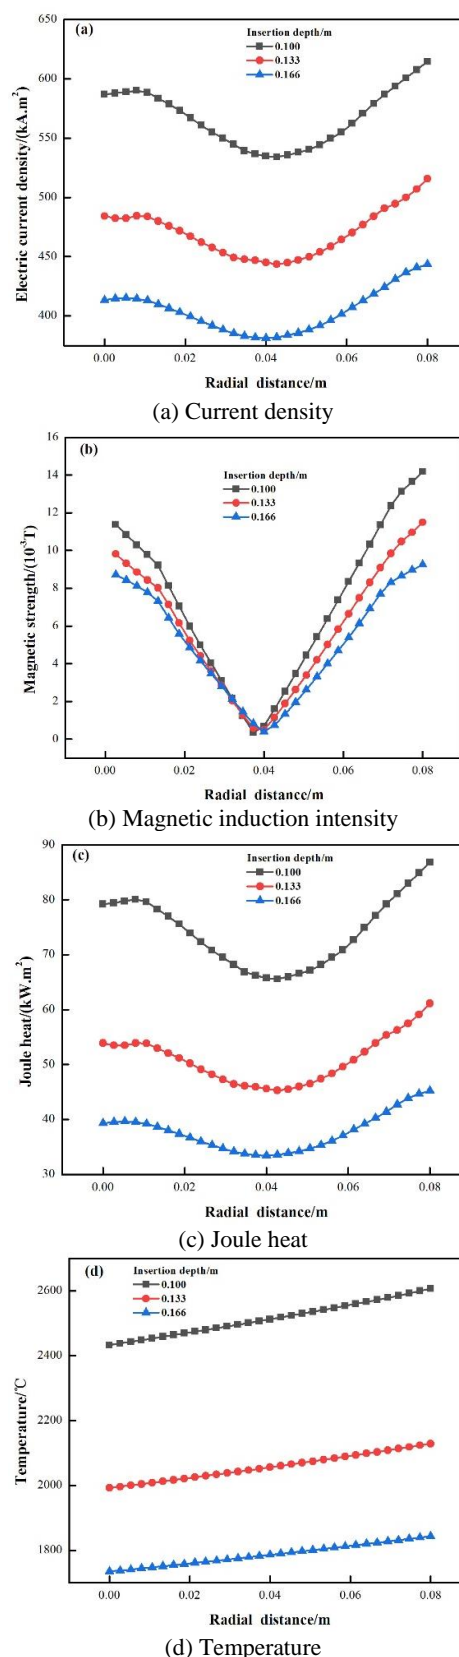 (a)
Insertion depth/m
0.100
0.133
0.166
650
600
550
500
450
400
Electric current density/(kA.m²)
0.00 0.02 0.04 0.06 0.08
Radial distance/m
(a) Current density
(b)
Insertion depth/m
0.100
0.133
0.166
16
14
12
10
8
6
4
2
0
Magnetic strength/(10⁻³T)
0.00 0.02 0.04 0.06 0.08
Radial distance/m
(b) Magnetic induction intensity
(c)
Insertion depth/m
0.100
0.133
0.166
90
80
70
60
50
40
30
Joule heat/(kW.m²)
0.00 0.02 0.04 0.06 0.08
Radial distance/m
(c) Joule heat
(d)
Insertion depth/m
0.100
0.133
0.166
2600
2400
2200
2000
1800
Temperature/℃
0.00 0.02 0.04 0.06 0.08
Radial distance/m
(d) Temperature